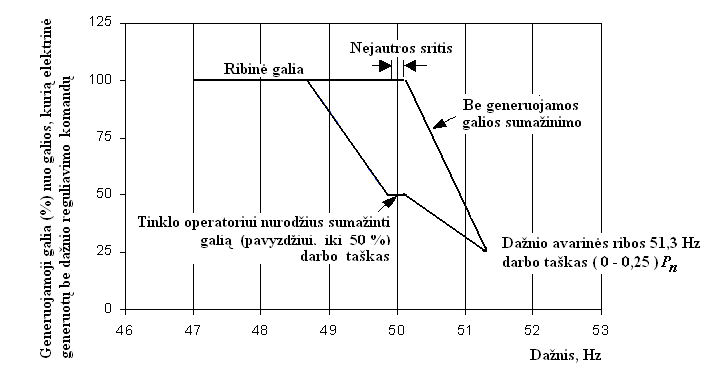 Generuojamoji galia (%) nuo galios, kurią elektrinė
generuotų be dažnio reguliavimo komandų
125
100
75
50
25
0
Nejautros sritis
Ribinė galia
Be generuojamos
galios sumažinimo
Tinklo operatoriui nurodžius sumažinti
galią (pavyzdžiui. iki 50 %)
darbo taškas
Dažnio avarinės ribos 51,3 Hz
darbo taškas ( 0 - 0,25 ) Pn
46 47 48 49 50 51 52 53
Dažnis, Hz